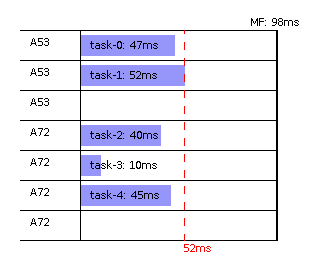 MF: 98ms
A53 task-0: 47ms
A53 task-1: 52ms
A53
A72 task-2: 40ms
A72 task-3: 10ms
A72 task-4: 45ms
A72
52ms